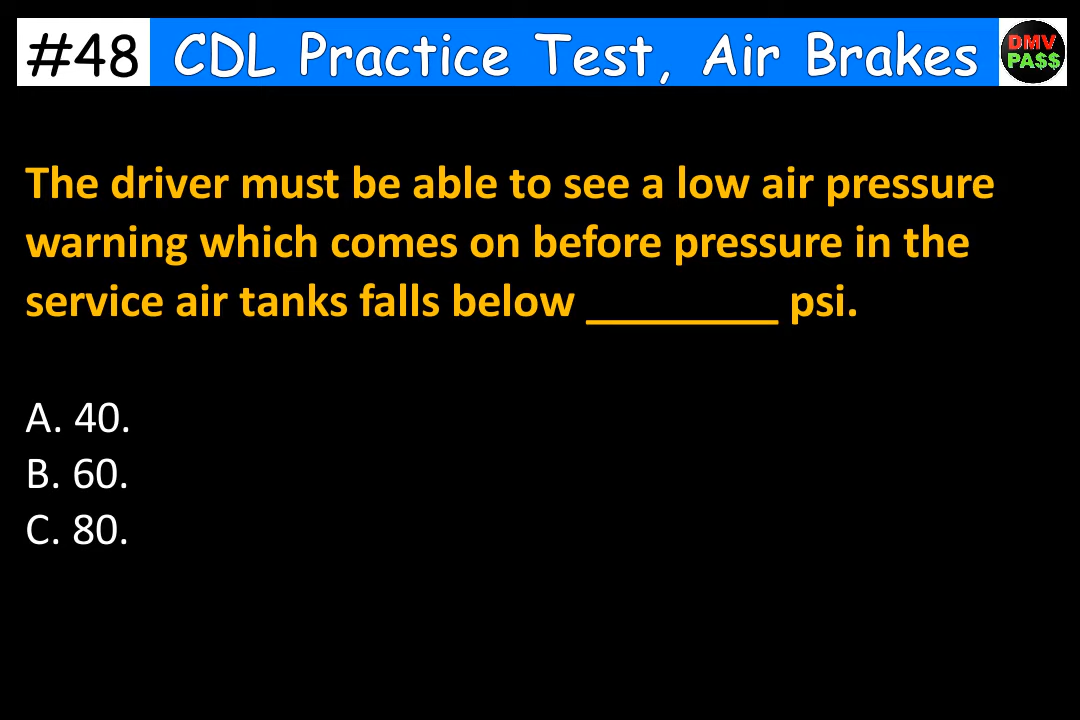 #48 CDL Practice Test, Air Brakes
DMV
PA$$
The driver must be able to see a low air pressure
warning which comes on before pressure in the
service air tanks falls below ________ psi.
A. 40.
B. 60.
C. 80.